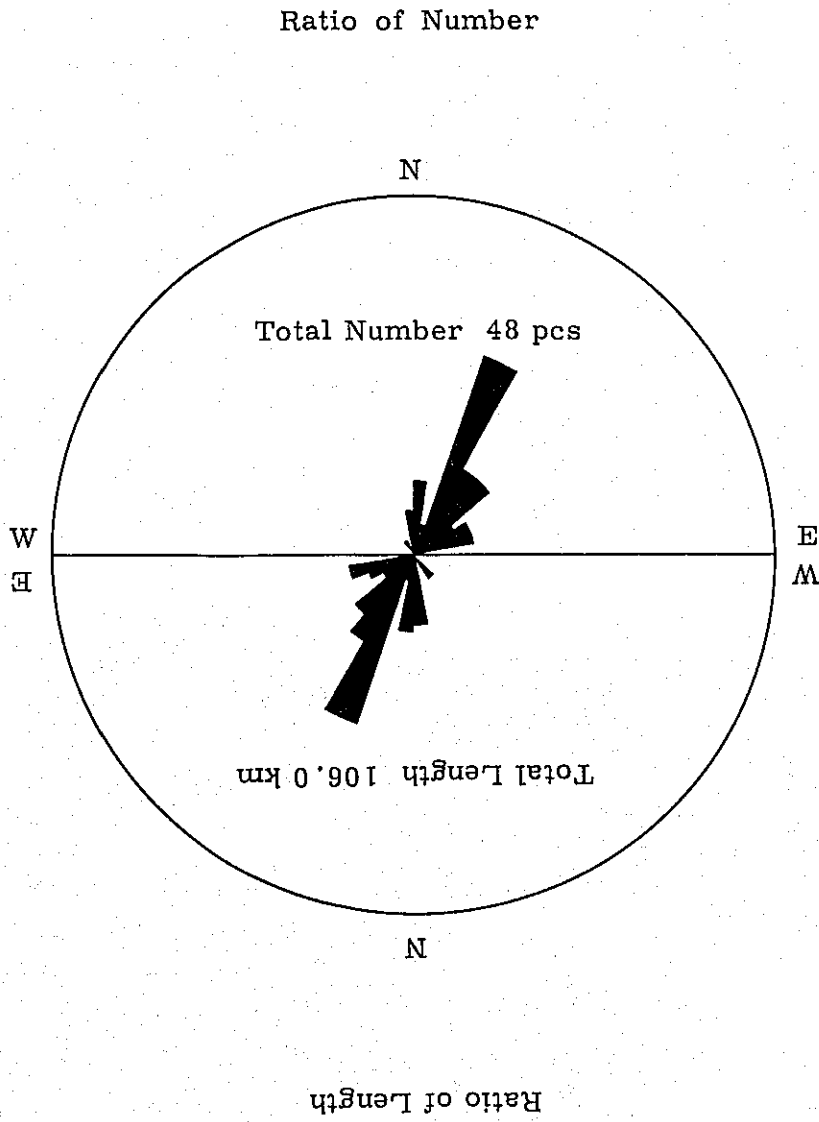 Ratio of Number
N
Total Number 48 pcs
W
E
E
W
Total Length 106.0 km
N
Ratio of Length